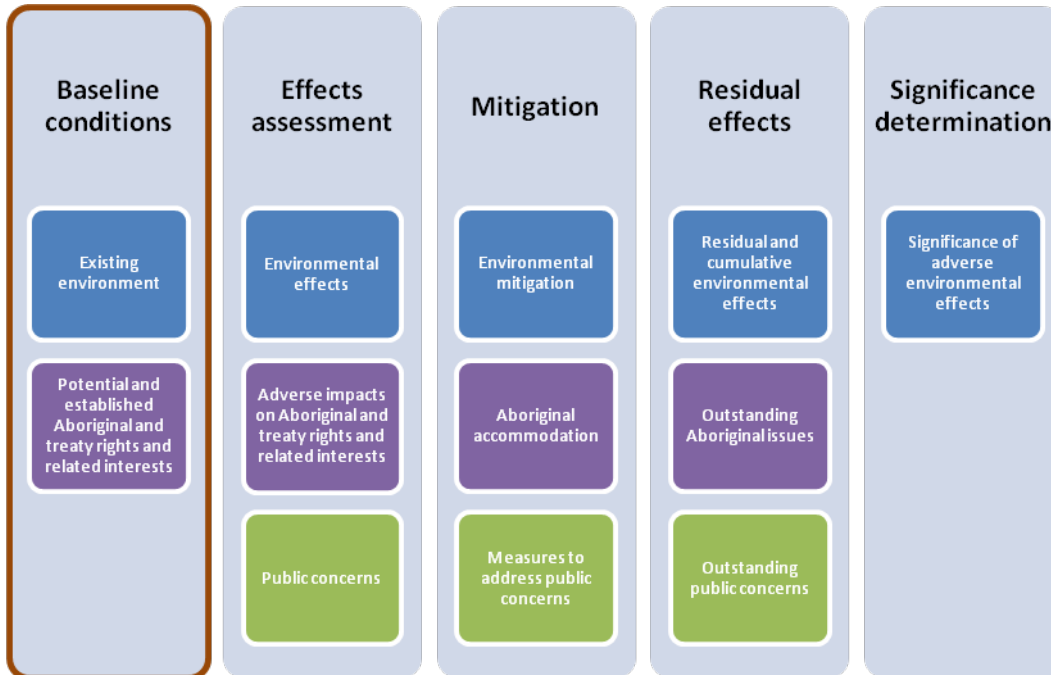 Baseline
conditions
Existing
environment
Potential and
established
Aboriginal and
treaty rights and
related interests
Effects
assessment
Environmental
effects
Adverse impacts
on Aboriginal and
treaty rights and
related interests
Public concerns
Mitigation
Environmental
mitigation
Aboriginal
accommodation
Measures to
address public
concerns
Residual
effects
Residual and
cumulative
environmental
effects
Outstanding
Aboriginal issues
Outstanding
public concerns
Significance
determination
Significance of
adverse
environmental
effects